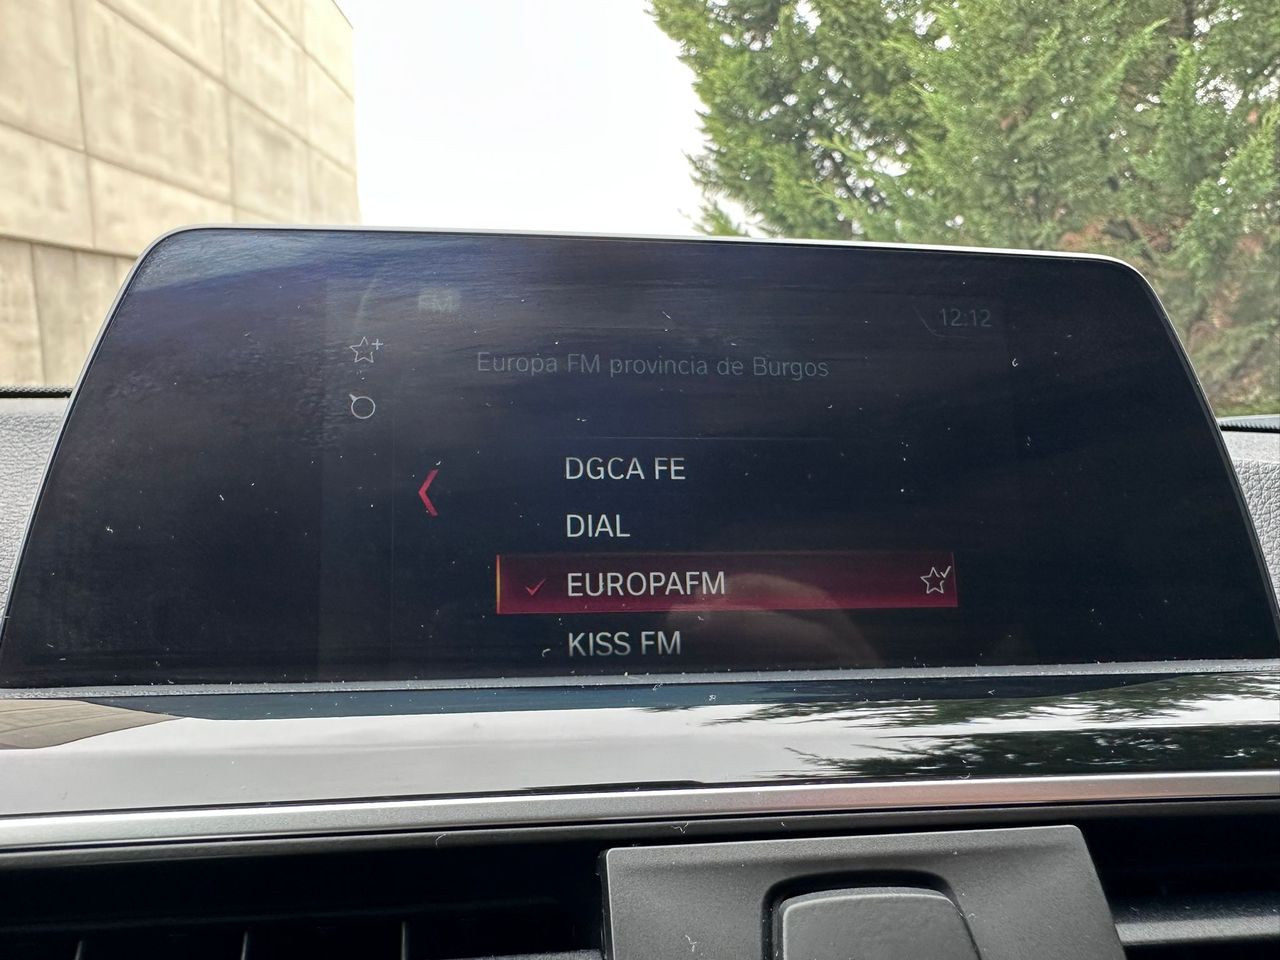 FM
12:12
Europa FM provincia de Burgos
DGCA FE
DIAL
EUROPAFM
KISS FM